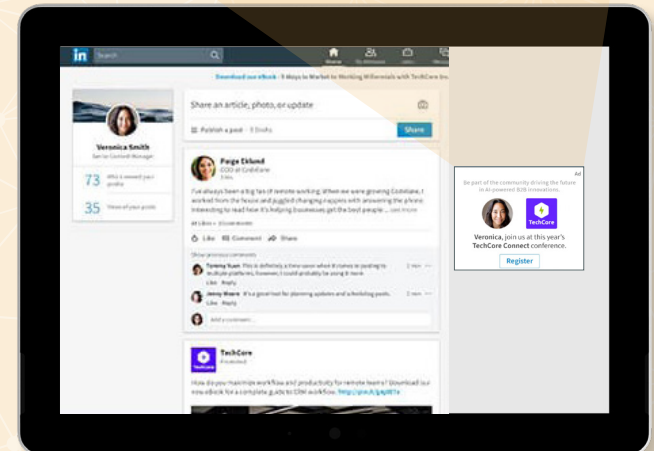 in
Search
Home
Download our eBook - 5 Ways to Market to Working Millennials with TechCore Inc.
Veronica Smith
Senior Content Manager
73 Who's viewed your
profile
35 Views of your posts
Share an article, photo, or update
Publish a post
Share
Paige Eklund
COO at CodeLane
I've always been a big fan of remote working. When we were growing CodeLane, I
worked from the house and juggled changing nappies with answering the phone.
Interesting to read how it's helping businesses get the best people ... see more
Like Comment Share
Show previous comments
Tammy Yuan This is definitely a time-saver when it comes to posting to
multiple platforms, however, I could probably be using it more
Like Reply
Jenny Moore It's a great tool for planning updates and scheduling posts.
Like Reply
Add a comment...
TechCore
TechCore
Promoted
How do you maximize workflow and productivity for remote teams? Download our
new eBook for a complete guide to CRM workflow.
Ad
Be part of the community driving the future
in AI-powered B2B innovations.
TechCore
Veronica, join us at this year's
TechCore Connect conference.
Register